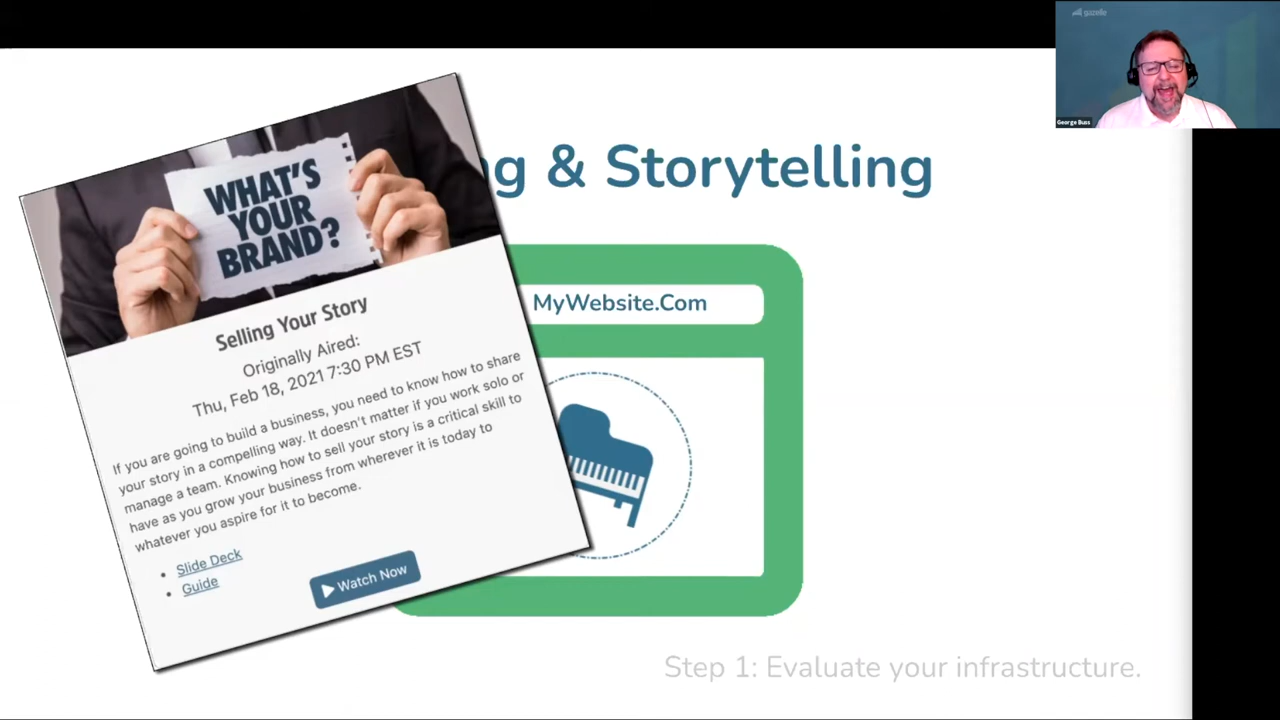 gazelle
George Buss
ng & Storytelling
WHAT'S
YOUR
BRAND?
MyWebsite.Com
Selling Your Story
Originally Aired:
Thu, Feb 18, 2021 7:30 PM EST
If you are going to build a business, you need to know how to share
your story in a compelling way. It doesn't matter if you work solo or
manage a team. Knowing how to sell your story is a critical skill to
have as you grow your business from wherever it is today to
whatever you aspire for it to become.
Slide Deck
Guide
Watch Now
Step 1: Evaluate your infrastructure.